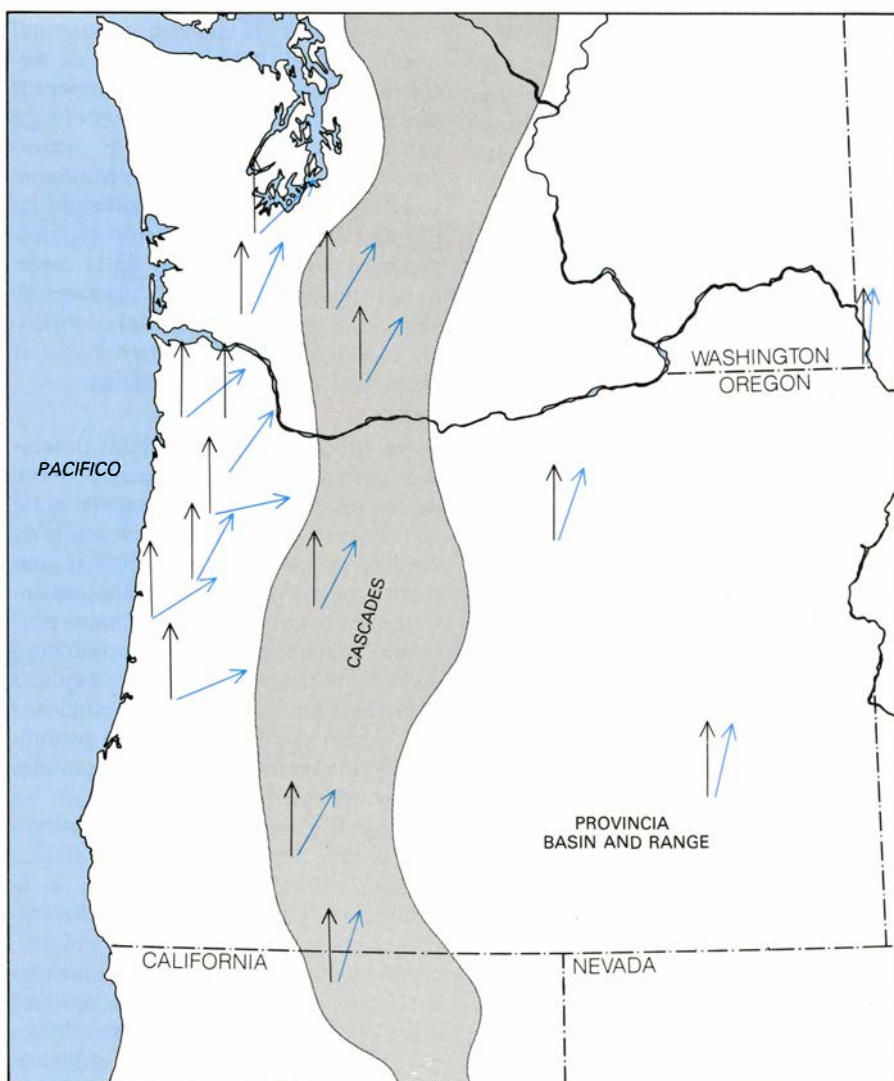 WASHINGTON
OREGON
PACIFICO
CASCADES
PROVINCIA
BASIN AND RANGE
CALIFORNIA
NEVADA